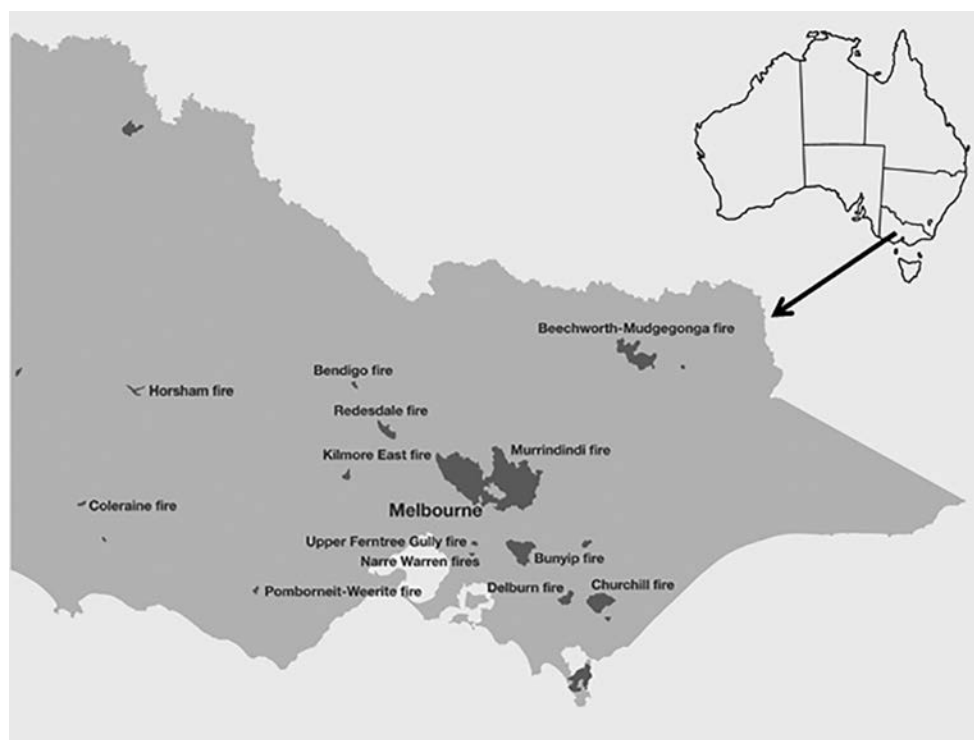 Beechworth-Mudgegonga fire
Bendigo fire
Horsham fire
Redesdale fire
Kilmore East fire
Murrindindi fire
Coleraine fire
Melbourne
Upper Ferntree Gully fire
Narre Warren fires
Bunyip fire
Pomborneit-Weerite fire
Delburn fire
Churchill fire